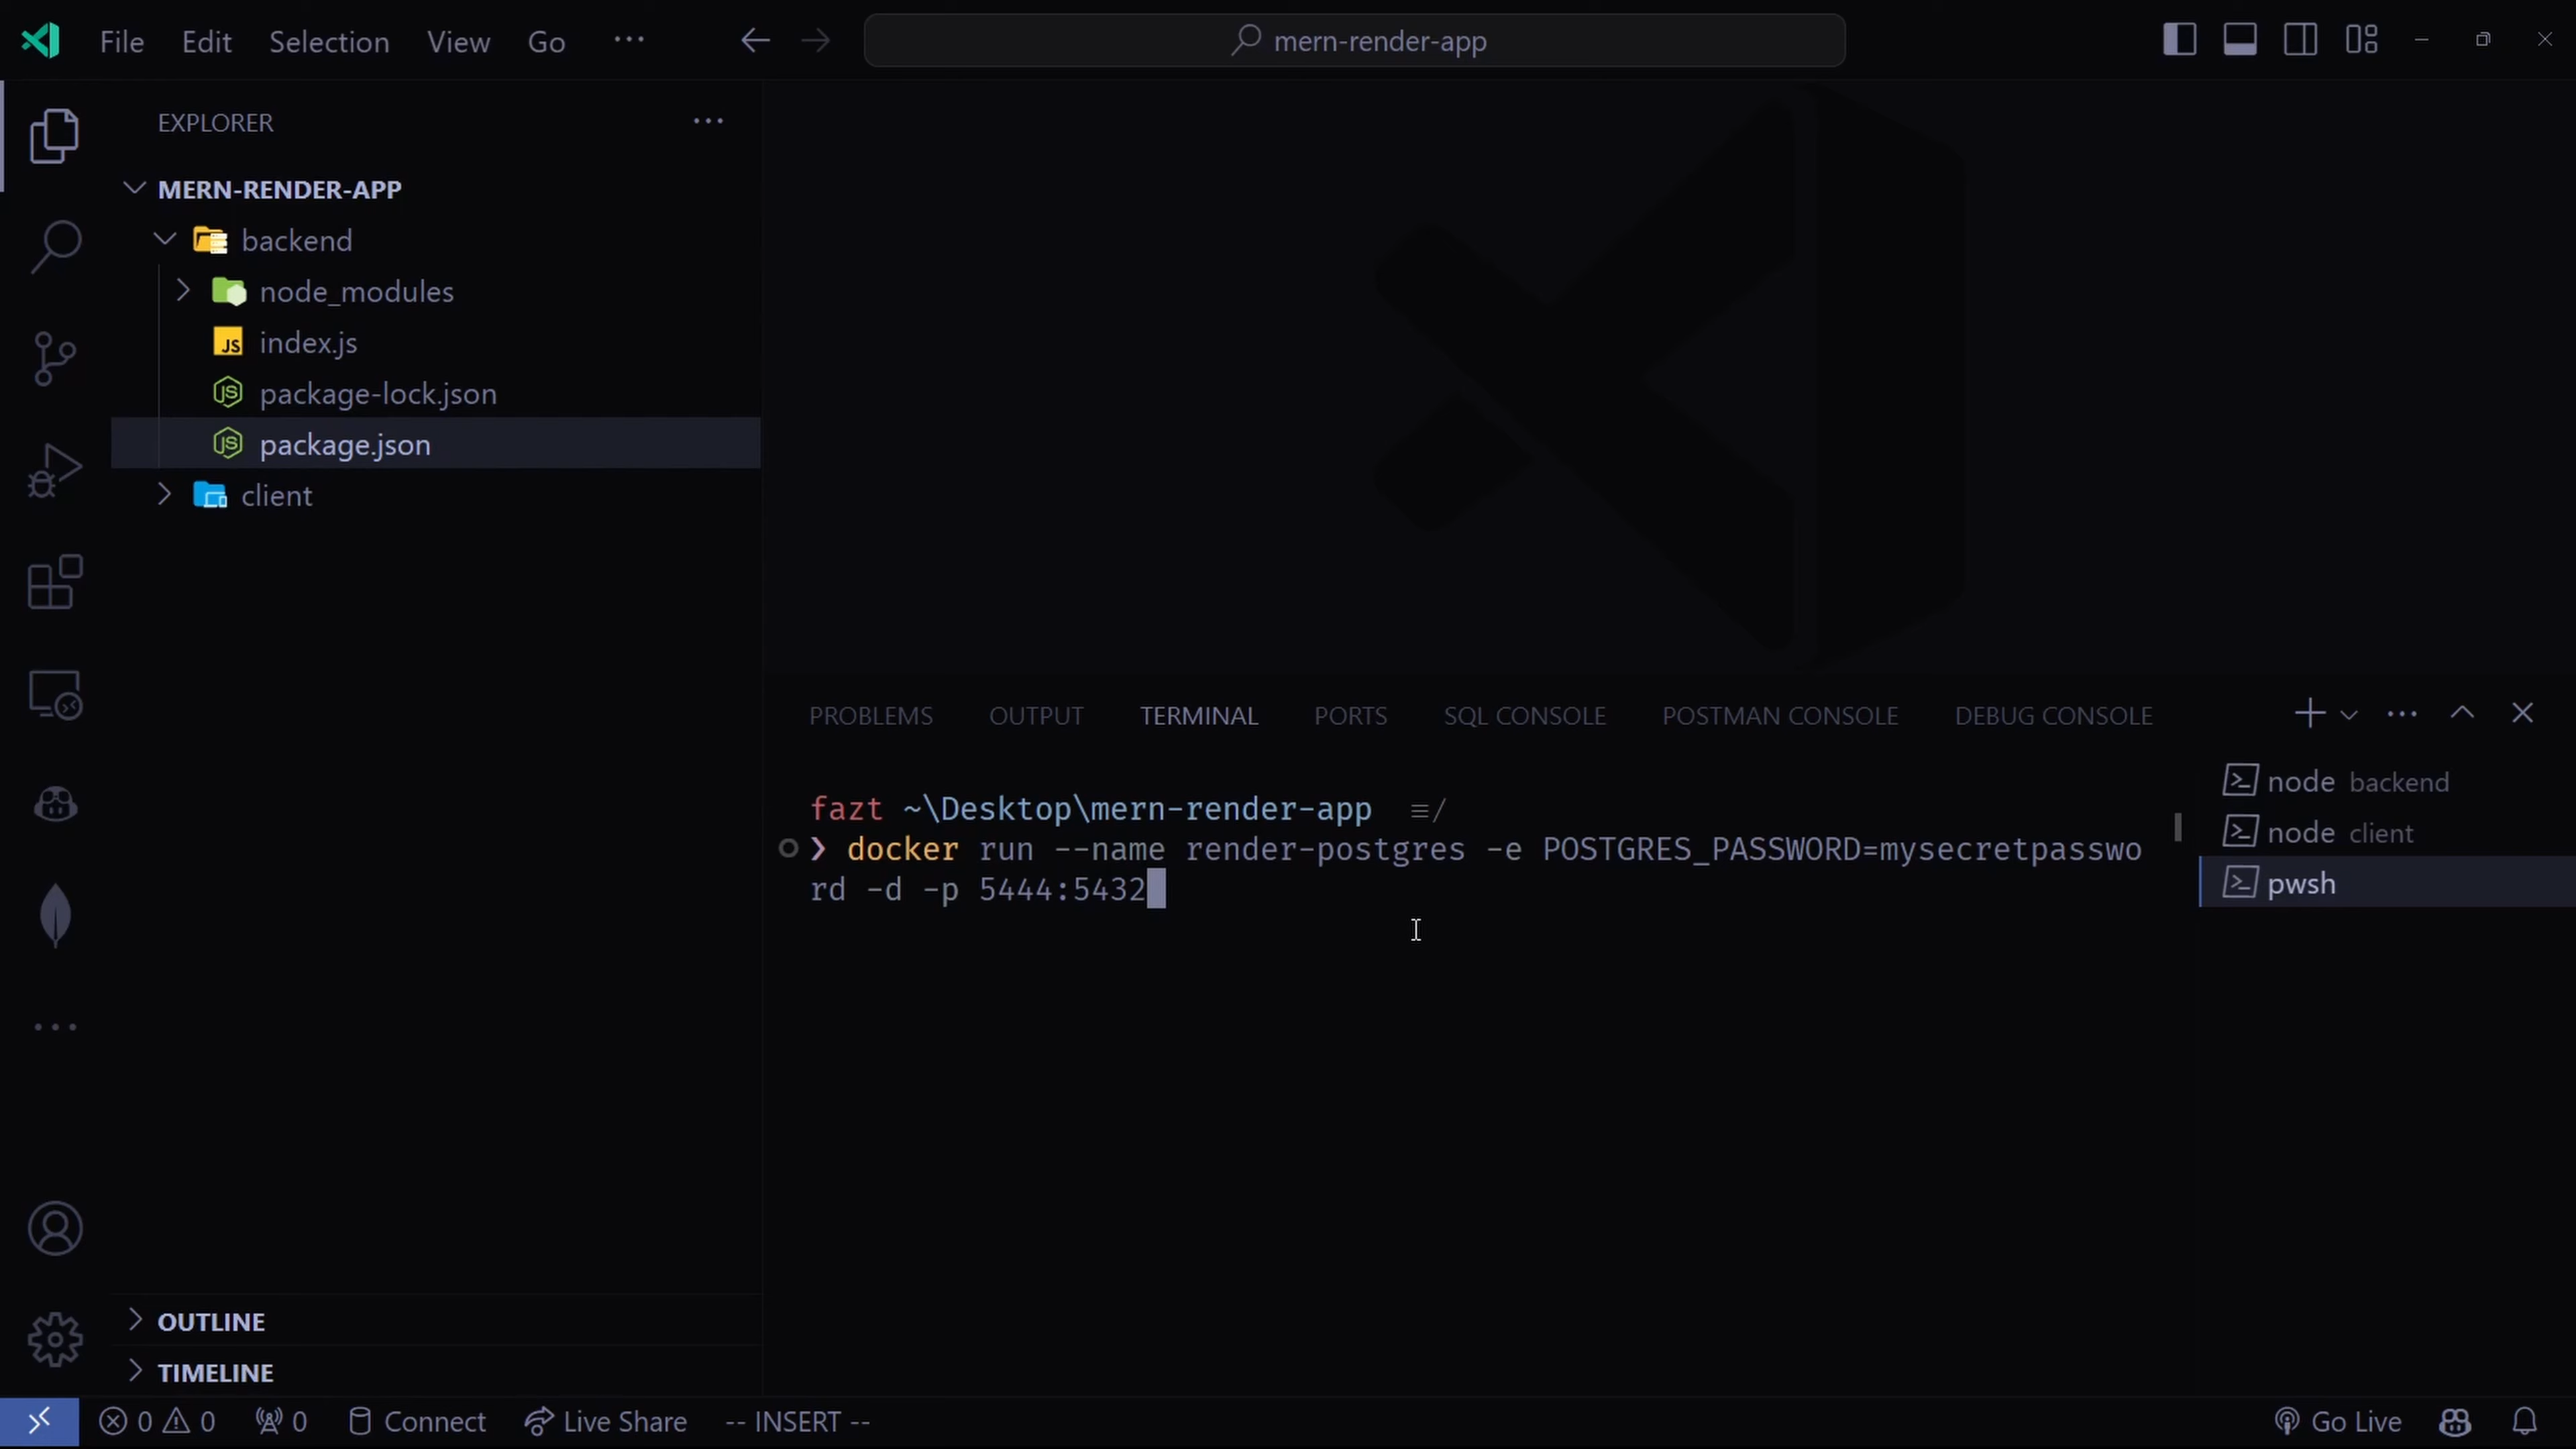 File Edit Selection View Go ··· mern-render-app
EXPLORER ···
MERN-RENDER-APP
backend
node_modules
JS index.js
package-lock.json
package.json
client
OUTLINE
TIMELINE
PROBLEMS OUTPUT TERMINAL PORTS SQL CONSOLE POSTMAN CONSOLE DEBUG CONSOLE
fazt ~\Desktop\mern-render-app ≡/
❯ docker run --name render-postgres -e POSTGRES_PASSWORD=mysecretpasswo
rd -d -p 5444:5432
node backend
node client
pwsh
0 0 0 Connect Live Share -- INSERT -- Go Live